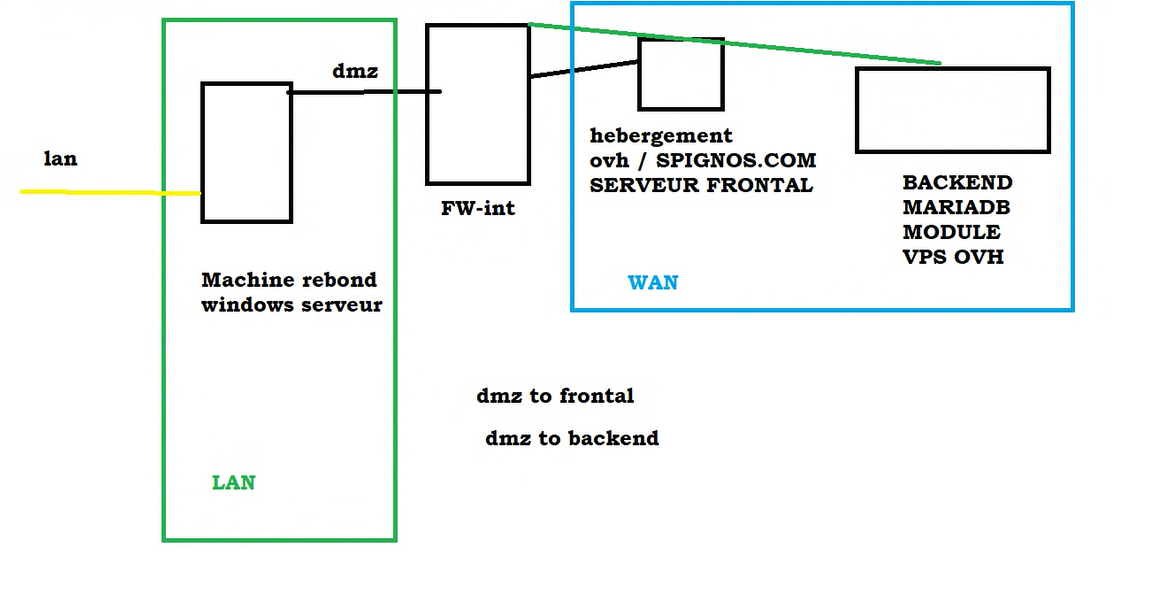 dmz
lan
hebergement
ovh / SPIGNOS.COM
SERVEUR FRONTAL
BACKEND
MARIADB
MODULE
VPS OVH
FW-int
Machine rebond
windows serveur
WAN
dmz to frontal
dmz to backend
LAN